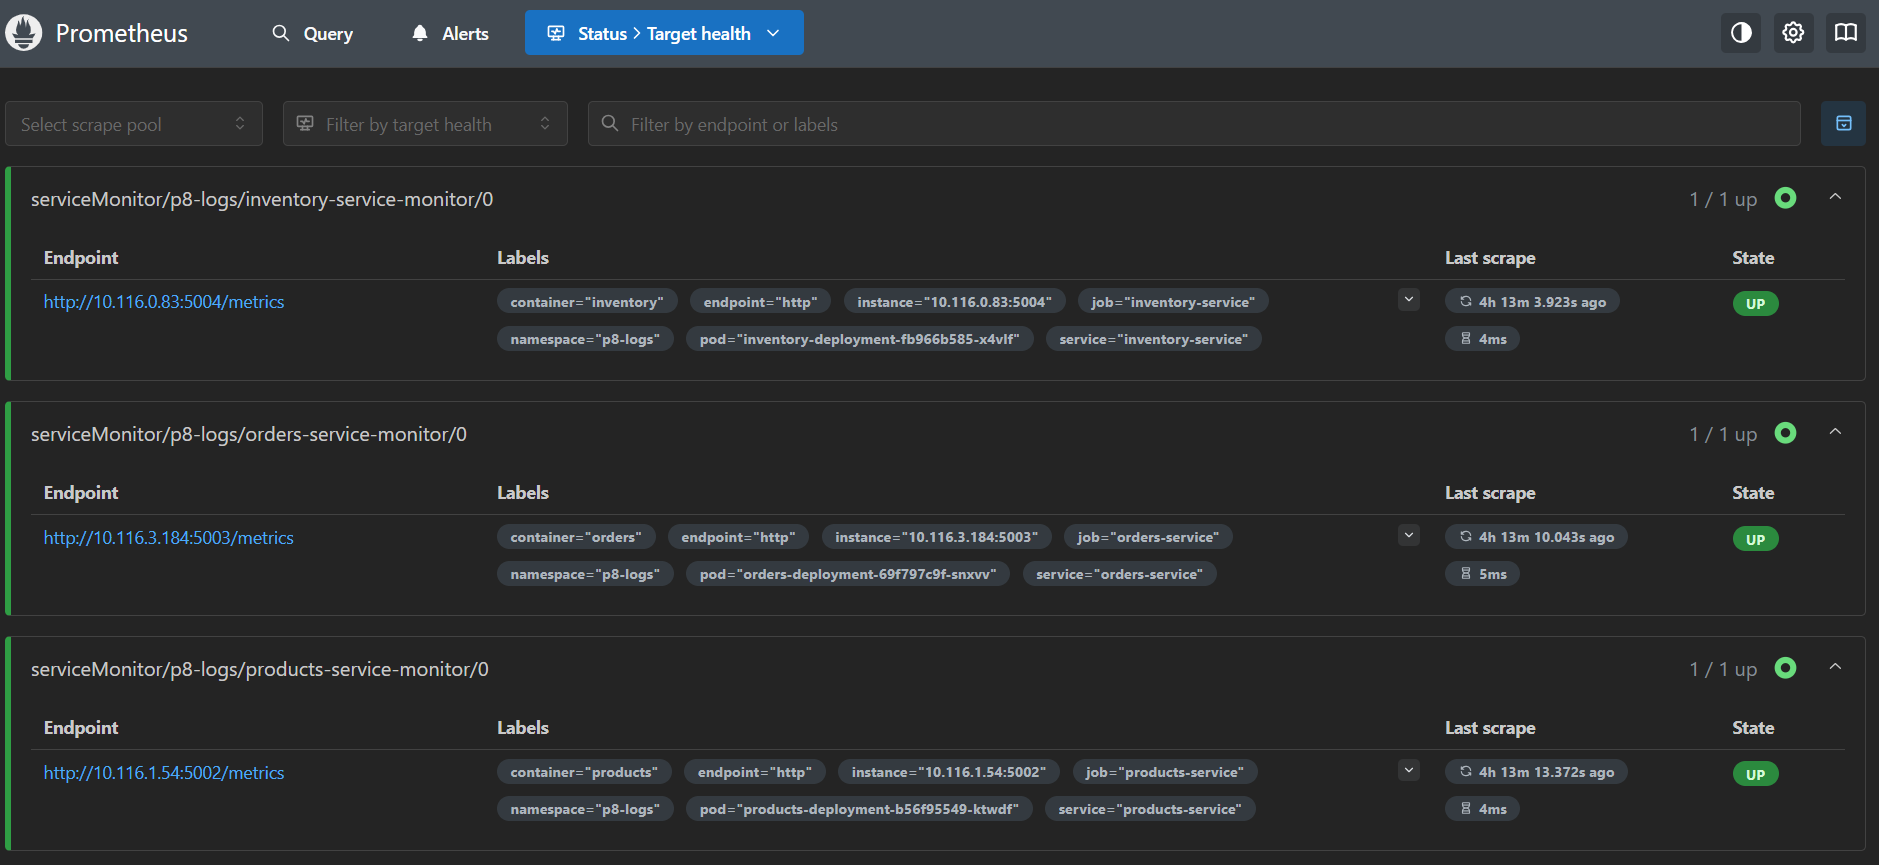 Prometheus Query Alerts Status > Target health
Select scrape pool Filter by target health Filter by endpoint or labels
serviceMonitor/p8-logs/inventory-service-monitor/0 1 / 1 up
Endpoint Labels Last scrape State
http://10.116.0.83:5004/metrics container="inventory" endpoint="http" instance="10.116.0.83:5004" job="inventory-service" 4h 13m 3.923s ago UP
namespace="p8-logs" pod="inventory-deployment-fb966b585-x4vlf" service="inventory-service" 4ms
serviceMonitor/p8-logs/orders-service-monitor/0 1 / 1 up
Endpoint Labels Last scrape State
http://10.116.3.184:5003/metrics container="orders" endpoint="http" instance="10.116.3.184:5003" job="orders-service" 4h 13m 10.043s ago UP
namespace="p8-logs" pod="orders-deployment-69f797c9f-snxvv" service="orders-service" 5ms
serviceMonitor/p8-logs/products-service-monitor/0 1 / 1 up
Endpoint Labels Last scrape State
http://10.116.1.54:5002/metrics container="products" endpoint="http" instance="10.116.1.54:5002" job="products-service" 4h 13m 13.372s ago UP
namespace="p8-logs" pod="products-deployment-b56f95549-ktwdf" service="products-service" 4ms